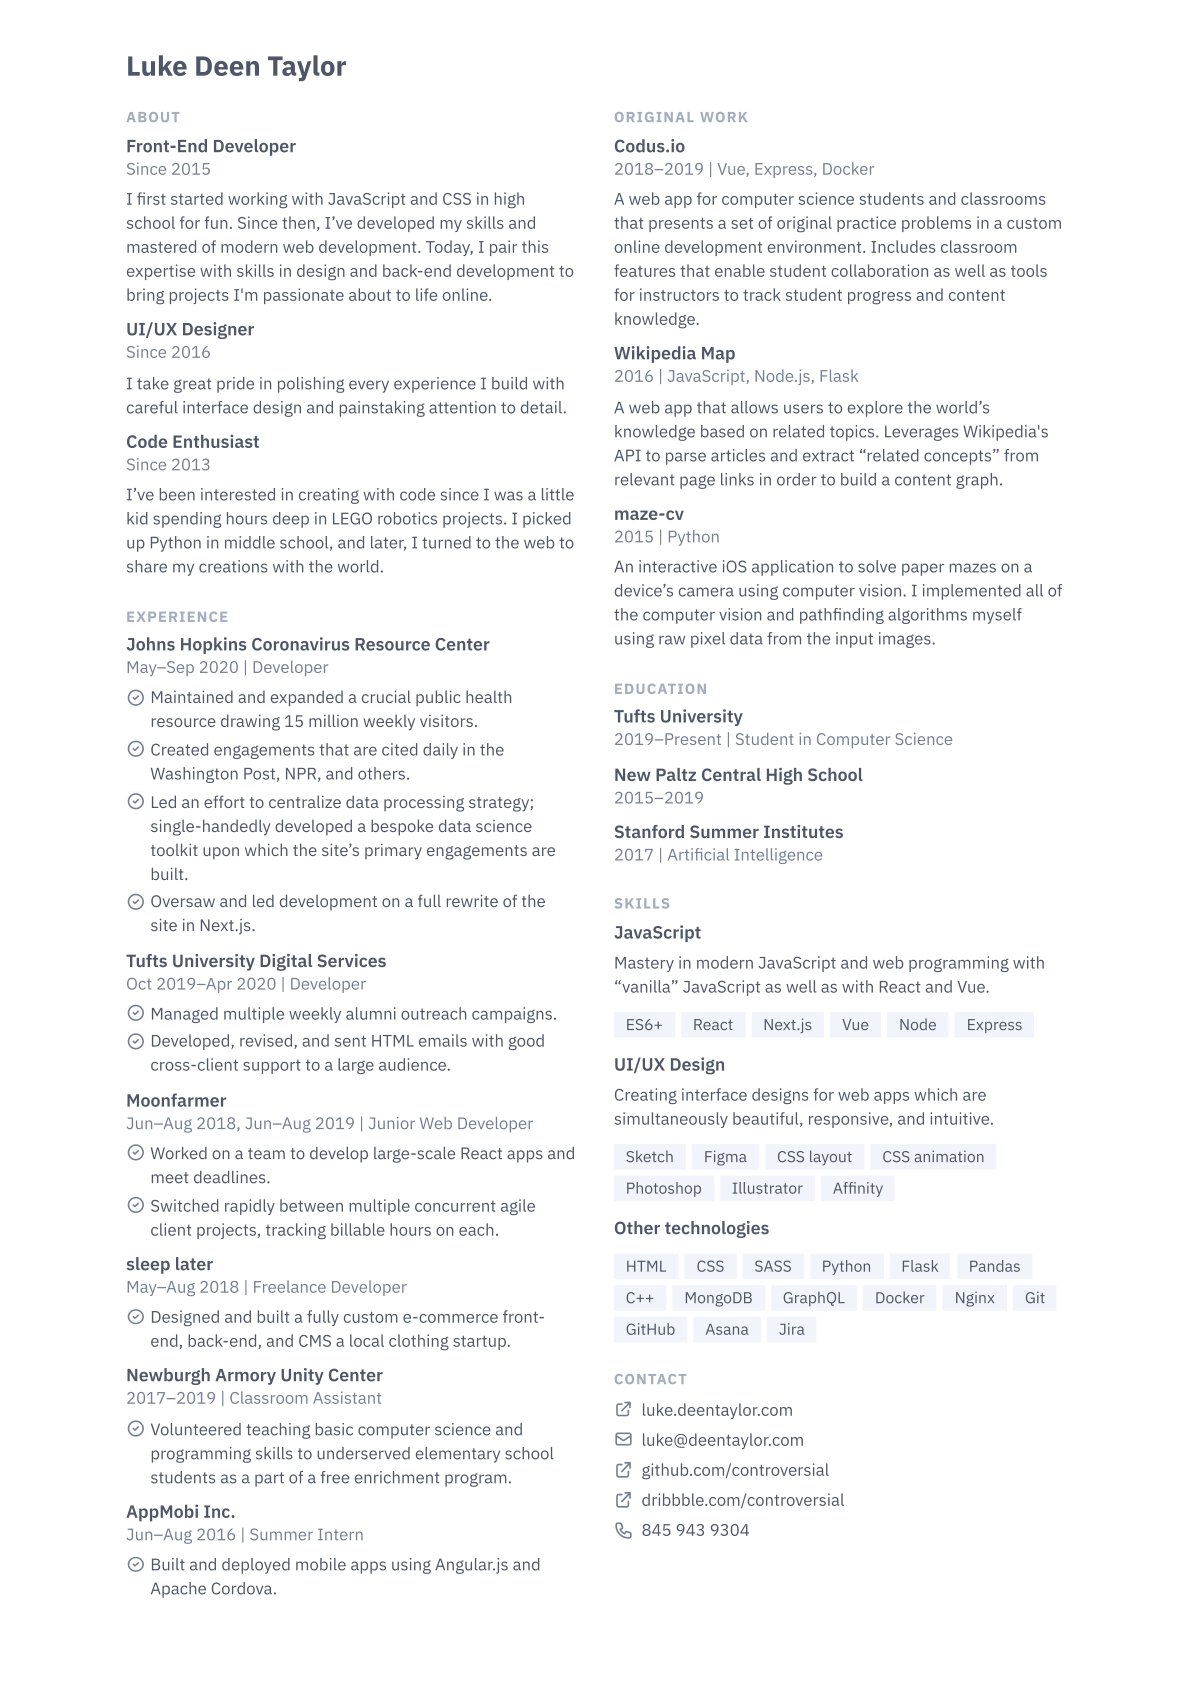 Luke Deen Taylor
ABOUT
Front-End Developer
Since 2015
I first started working with JavaScript and CSS in high
school for fun. Since then, I’ve developed my skills and
mastered of modern web development. Today, I pair this
expertise with skills in design and back-end development to
bring projects I'm passionate about to life online.
UI/UX Designer
Since 2016
I take great pride in polishing every experience I build with
careful interface design and painstaking attention to detail.
Code Enthusiast
Since 2013
I’ve been interested in creating with code since I was a little
kid spending hours deep in LEGO robotics projects. I picked
up Python in middle school, and later, I turned to the web to
share my creations with the world.
EXPERIENCE
Johns Hopkins Coronavirus Resource Center
May–Sep 2020 | Developer
Maintained and expanded a crucial public health
resource drawing 15 million weekly visitors.
Created engagements that are cited daily in the
Washington Post, NPR, and others.
Led an effort to centralize data processing strategy;
single-handedly developed a bespoke data science
toolkit upon which the site’s primary engagements are
built.
Oversaw and led development on a full rewrite of the
site in Next.js.
Tufts University Digital Services
Oct 2019–Apr 2020 | Developer
Managed multiple weekly alumni outreach campaigns.
Developed, revised, and sent HTML emails with good
cross-client support to a large audience.
Moonfarmer
Jun–Aug 2018, Jun–Aug 2019 | Junior Web Developer
Worked on a team to develop large-scale React apps and
meet deadlines.
Switched rapidly between multiple concurrent agile
client projects, tracking billable hours on each.
sleep later
May–Aug 2018 | Freelance Developer
Designed and built a fully custom e-commerce front-
end, back-end, and CMS a local clothing startup.
Newburgh Armory Unity Center
2017–2019 | Classroom Assistant
Volunteered teaching basic computer science and
programming skills to underserved elementary school
students as a part of a free enrichment program.
AppMobi Inc.
Jun–Aug 2016 | Summer Intern
Built and deployed mobile apps using Angular.js and
Apache Cordova.
ORIGINAL WORK
Codus.io
2018–2019 | Vue, Express, Docker
A web app for computer science students and classrooms
that presents a set of original practice problems in a custom
online development environment. Includes classroom
features that enable student collaboration as well as tools
for instructors to track student progress and content
knowledge.
Wikipedia Map
2016 | JavaScript, Node.js, Flask
A web app that allows users to explore the world’s
knowledge based on related topics. Leverages Wikipedia's
API to parse articles and extract “related concepts” from
relevant page links in order to build a content graph.
maze-cv
2015 | Python
An interactive iOS application to solve paper mazes on a
device’s camera using computer vision. I implemented all of
the computer vision and pathfinding algorithms myself
using raw pixel data from the input images.
EDUCATION
Tufts University
2019–Present | Student in Computer Science
New Paltz Central High School
2015–2019
Stanford Summer Institutes
2017 | Artificial Intelligence
SKILLS
JavaScript
Mastery in modern JavaScript and web programming with
“vanilla” JavaScript as well as with React and Vue.
ES6+ React Next.js Vue Node Express
UI/UX Design
Creating interface designs for web apps which are
simultaneously beautiful, responsive, and intuitive.
Sketch Figma CSS layout CSS animation
Photoshop Illustrator Affinity
Other technologies
HTML CSS SASS Python Flask Pandas
C++ MongoDB GraphQL Docker Nginx Git
GitHub Asana Jira
CONTACT
luke.deentaylor.com
luke@deentaylor.com
github.com/controversial
dribbble.com/controversial
845 943 9304